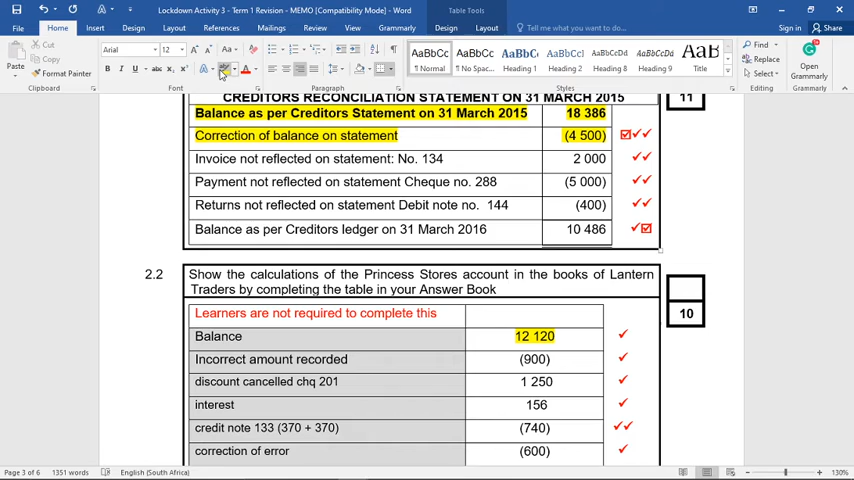 Lockdown Activity 3 - Term 1 Revision - MEMO [Compatibility Mode] - Word
Table Tools
Sign in
Share
File
Home
Insert
Draw
Design
Layout
References
Mailings
Review
View
Grammarly
Design
Layout
Tell me what you want to do...
Paste
Cut
Copy
Format Painter
Clipboard
Arial
12
Font
Paragraph
AaBbCc
¶ Normal
AaBbCc
¶ No Spac...
AaBbCc
Heading 1
AaBbCc
Heading 2
AaBbCcDd
Heading 8
AaBbCcDd
Heading 9
AaB
Title
Styles
Find
Replace
Select
Editing
Open
Grammarly
Grammarly
CREDITORS RECONCILIATION STATEMENT ON 31 MARCH 2015
11
Balance as per Creditors Statement on 31 March 2015 18 386
Correction of balance on statement (4 500)
Invoice not reflected on statement: No. 134 2 000
Payment not reflected on statement Cheque no. 288 (5 000)
Returns not reflected on statement Debit note no. 144 (400)
Balance as per Creditors ledger on 31 March 2016 10 486
2.2 Show the calculations of the Princess Stores account in the books of Lantern
Traders by completing the table in your Answer Book
10
Learners are not required to complete this
Balance 12 120
Incorrect amount recorded (900)
discount cancelled chq 201 1 250
interest 156
credit note 133 (370 + 370) (740)
correction of error (600)
Page 3 of 6
1351 words
English (South Africa)
130%